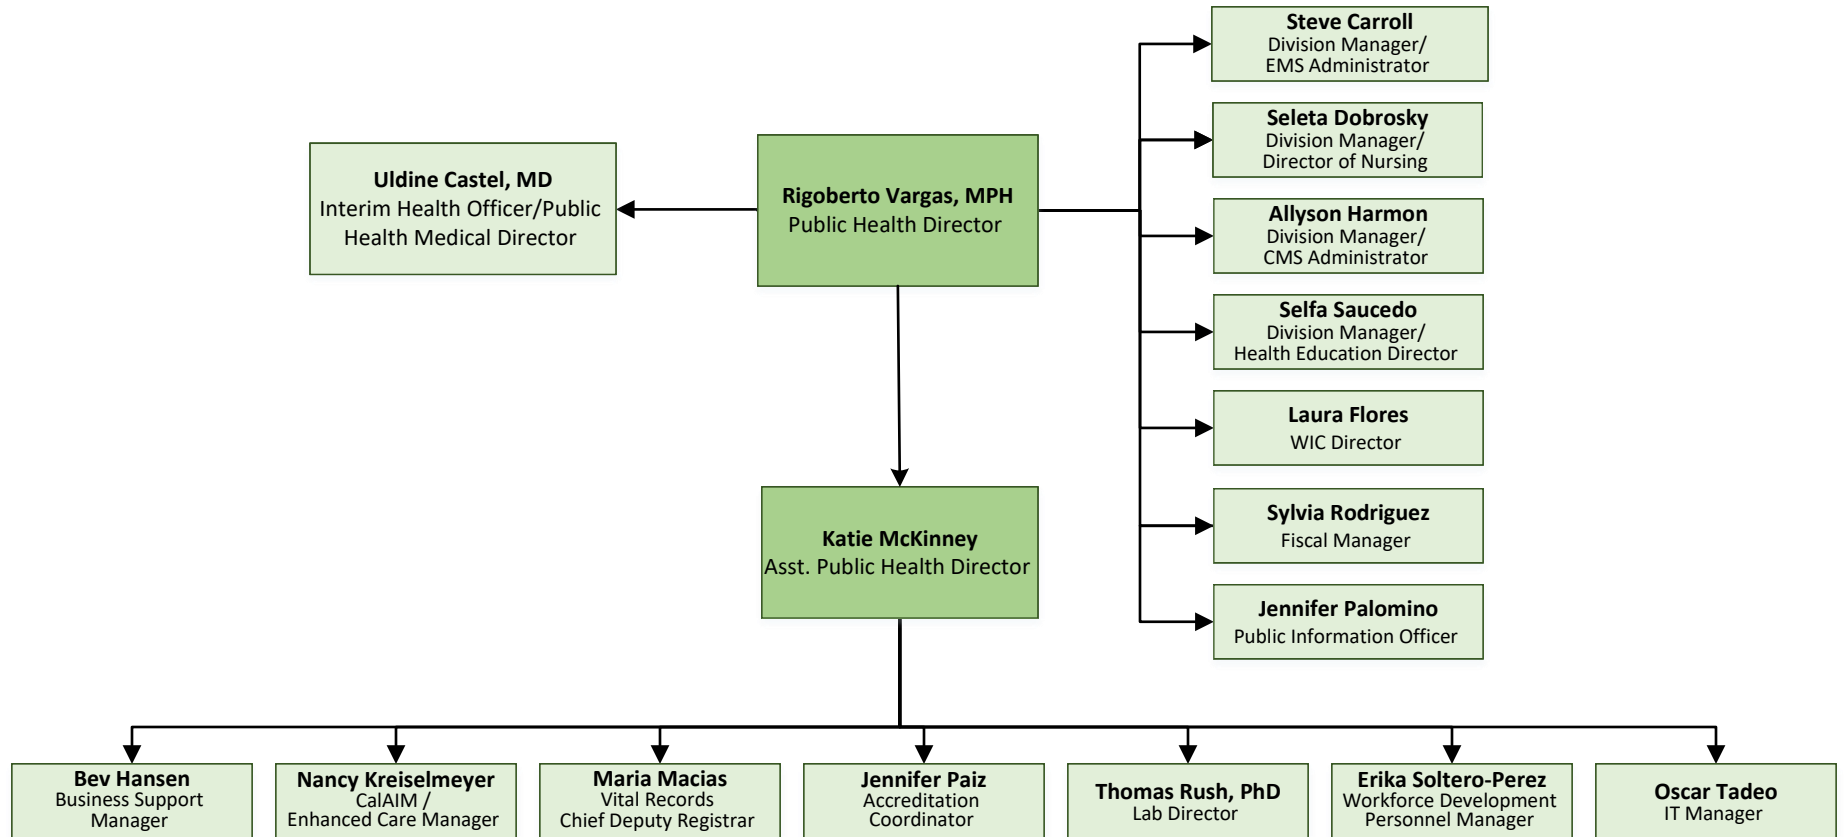 Steve Carroll
Division Manager/
EMS Administrator
Seleta Dobrosky
Division Manager/
Director of Nursing
Uldine Castel, MD
Interim Health Officer/Public
Health Medical Director
Rigoberto Vargas, MPH
Public Health Director
Allyson Harmon
Division Manager/
CMS Administrator
Selfa Saucedo
Division Manager/
Health Education Director
Laura Flores
WIC Director
Sylvia Rodriguez
Fiscal Manager
Katie McKinney
Asst. Public Health Director
Jennifer Palomino
Public Information Officer
Bev Hansen
Business Support
Manager
Nancy Kreiselmeyer
CalAIM /
Enhanced Care Manager
Maria Macias
Vital Records
Chief Deputy Registrar
Jennifer Paiz
Accreditation
Coordinator
Thomas Rush, PhD
Lab Director
Erika Soltero-Perez
Workforce Development
Personnel Manager
Oscar Tadeo
IT Manager